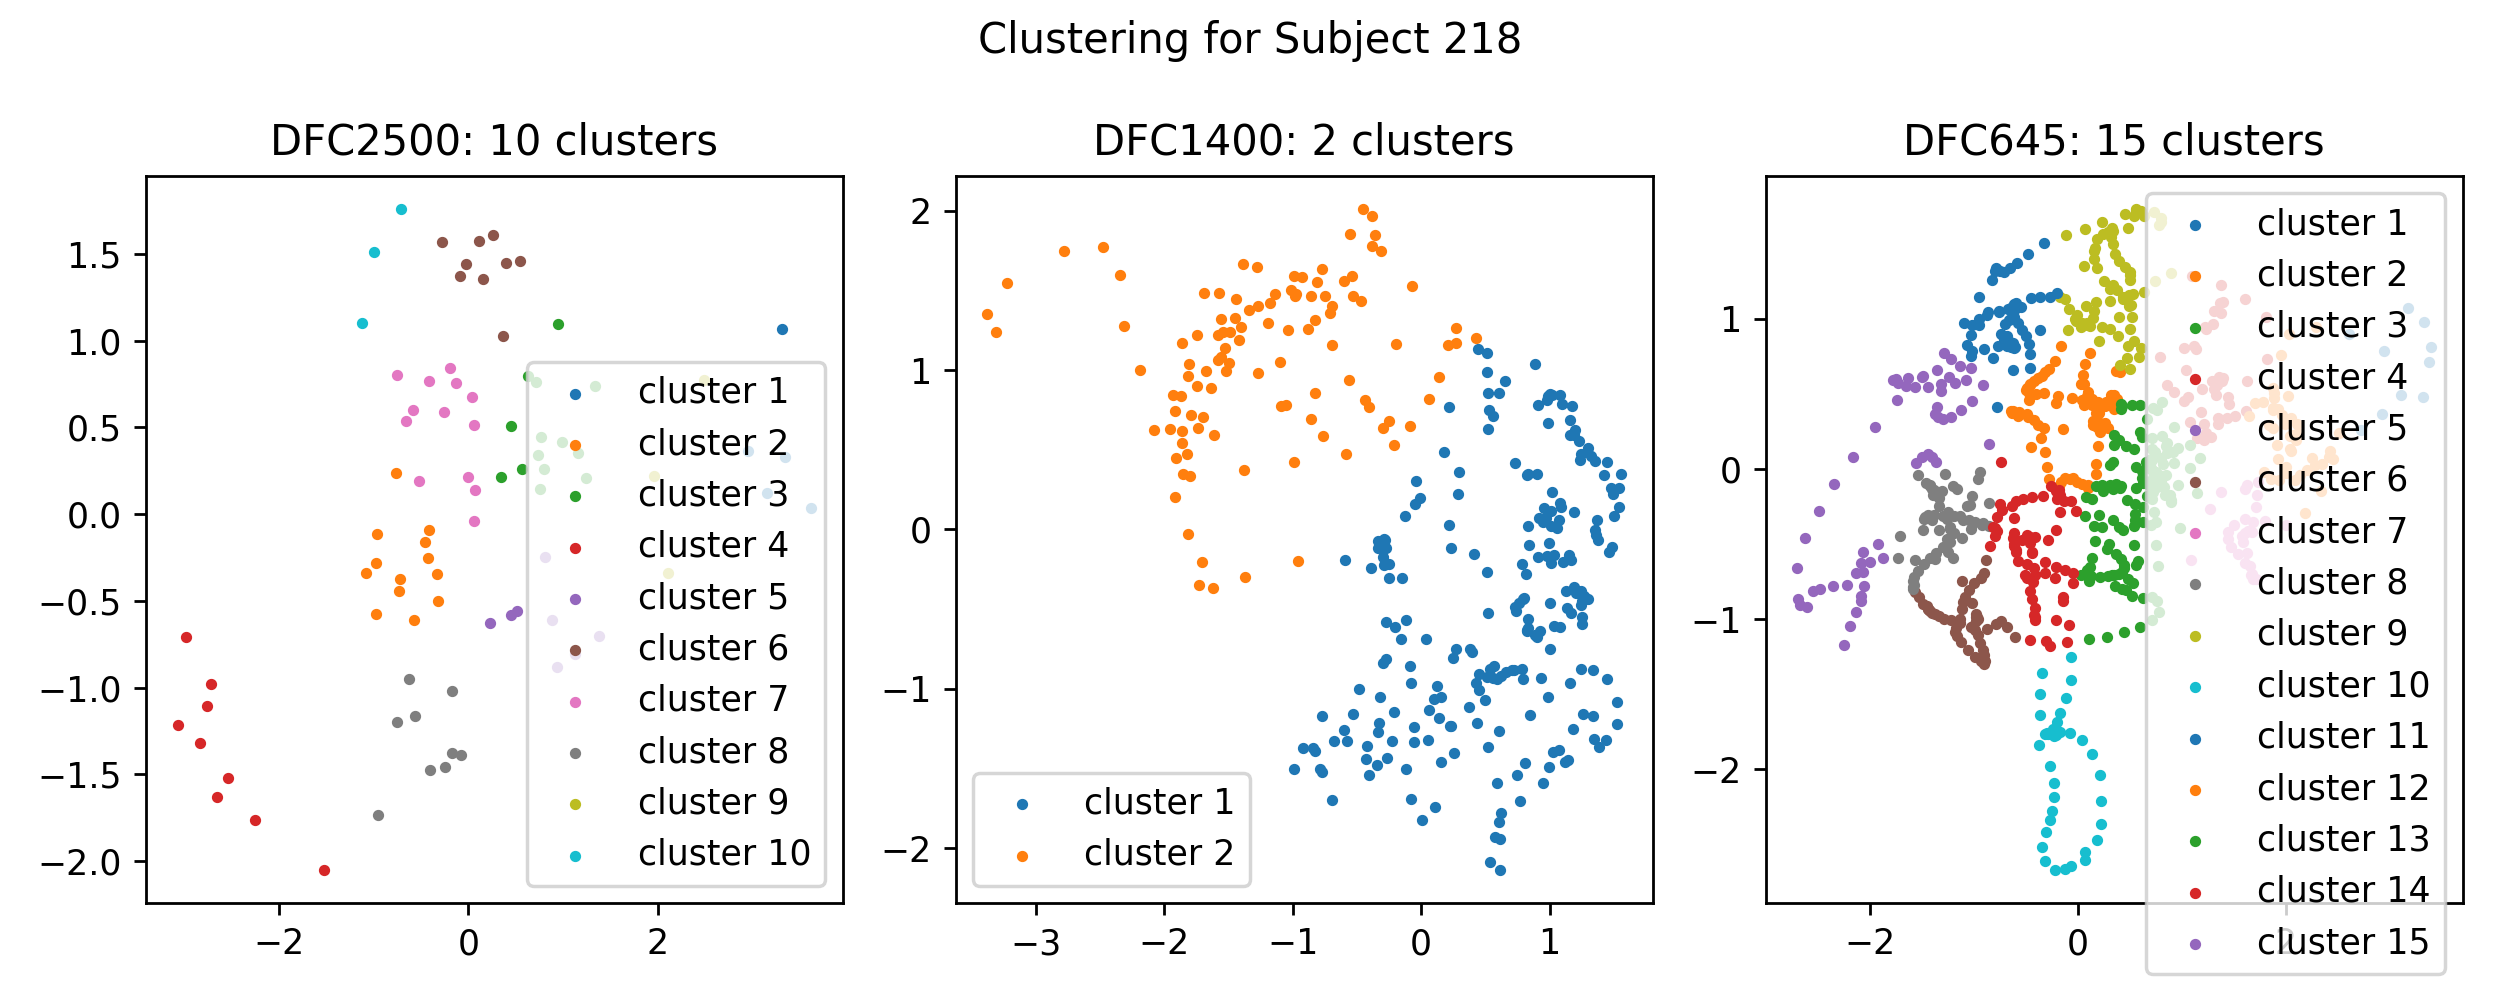 Clustering for Subject 218
DFC2500: 10 clusters
1.5
1.0
0.5
0.0
−0.5
−1.0
−1.5
−2.0
−2
0
2
cluster 1
cluster 2
cluster 3
cluster 4
cluster 5
cluster 6
cluster 7
cluster 8
cluster 9
cluster 10
DFC1400: 2 clusters
2
1
0
−1
−2
−3
−2
−1
0
1
cluster 1
cluster 2
DFC645: 15 clusters
1
0
−1
−2
−2
0
2
cluster 1
cluster 2
cluster 3
cluster 4
cluster 5
cluster 6
cluster 7
cluster 8
cluster 9
cluster 10
cluster 11
cluster 12
cluster 13
cluster 14
cluster 15